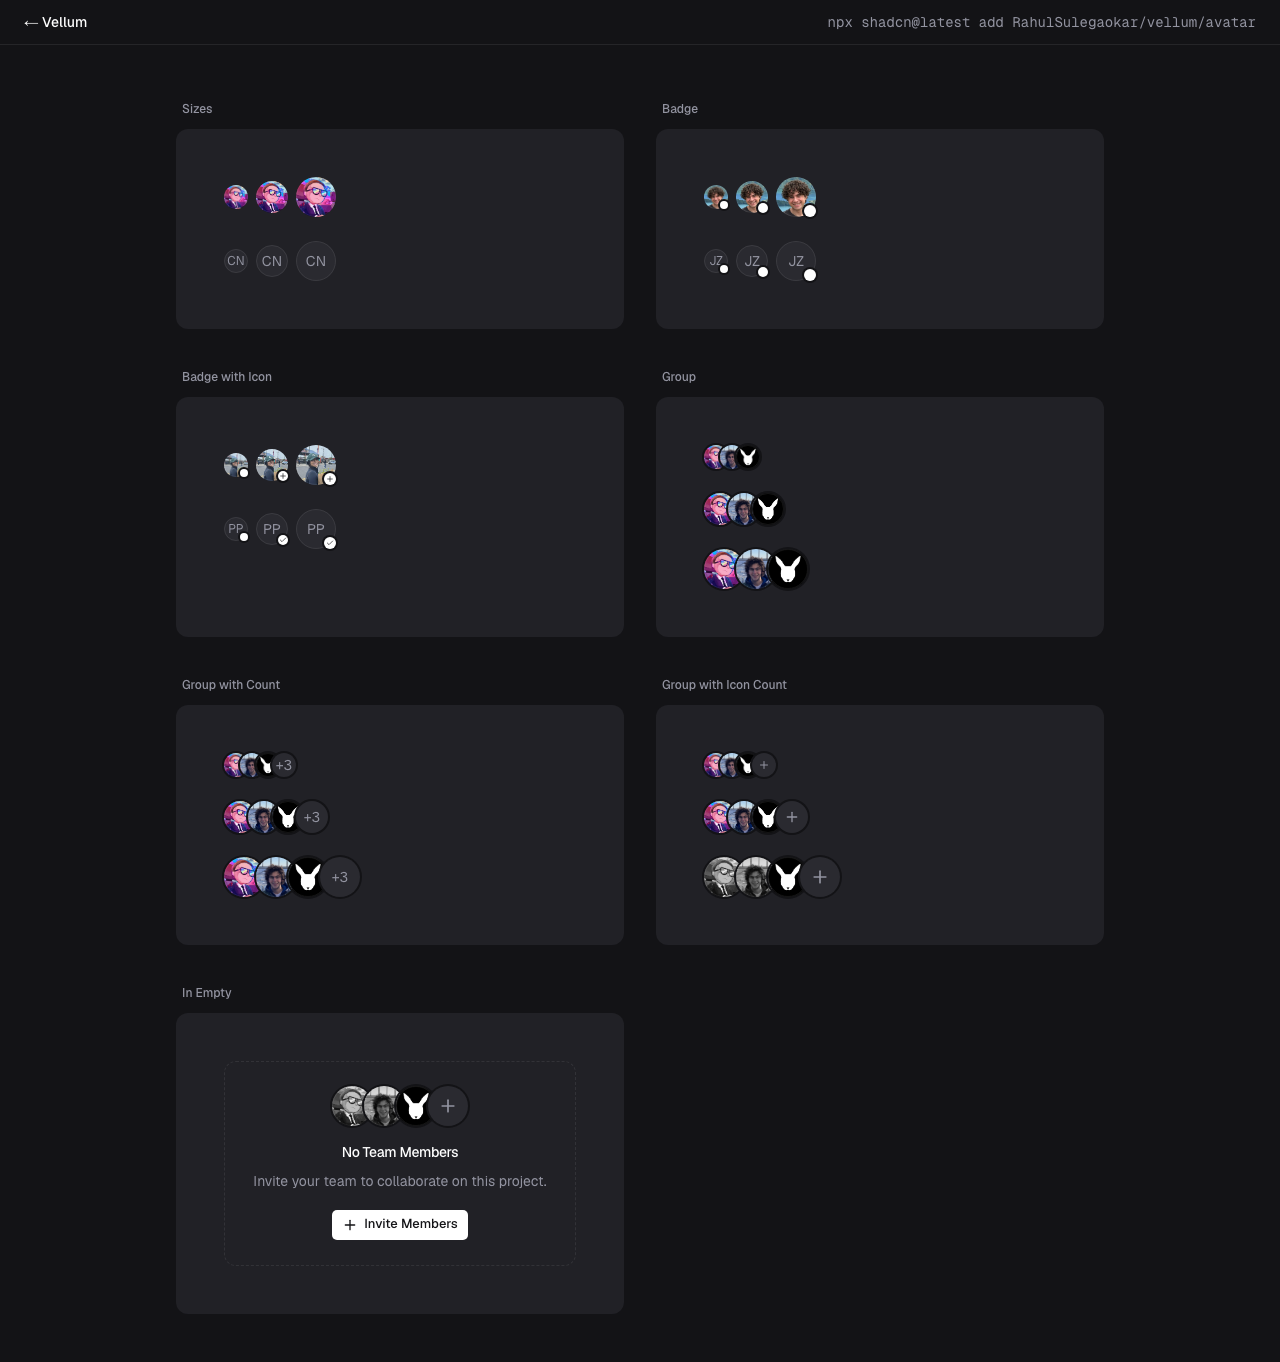 ← Vellum
npx shadcn@latest add RahulSulegaokar/vellum/avatar
Sizes
Badge
CN CN CN
JZ JZ JZ
Badge with Icon
Group
PP PP PP
Group with Count
Group with Icon Count
+3
+3
+3
In Empty
No Team Members
Invite your team to collaborate on this project.
+ Invite Members